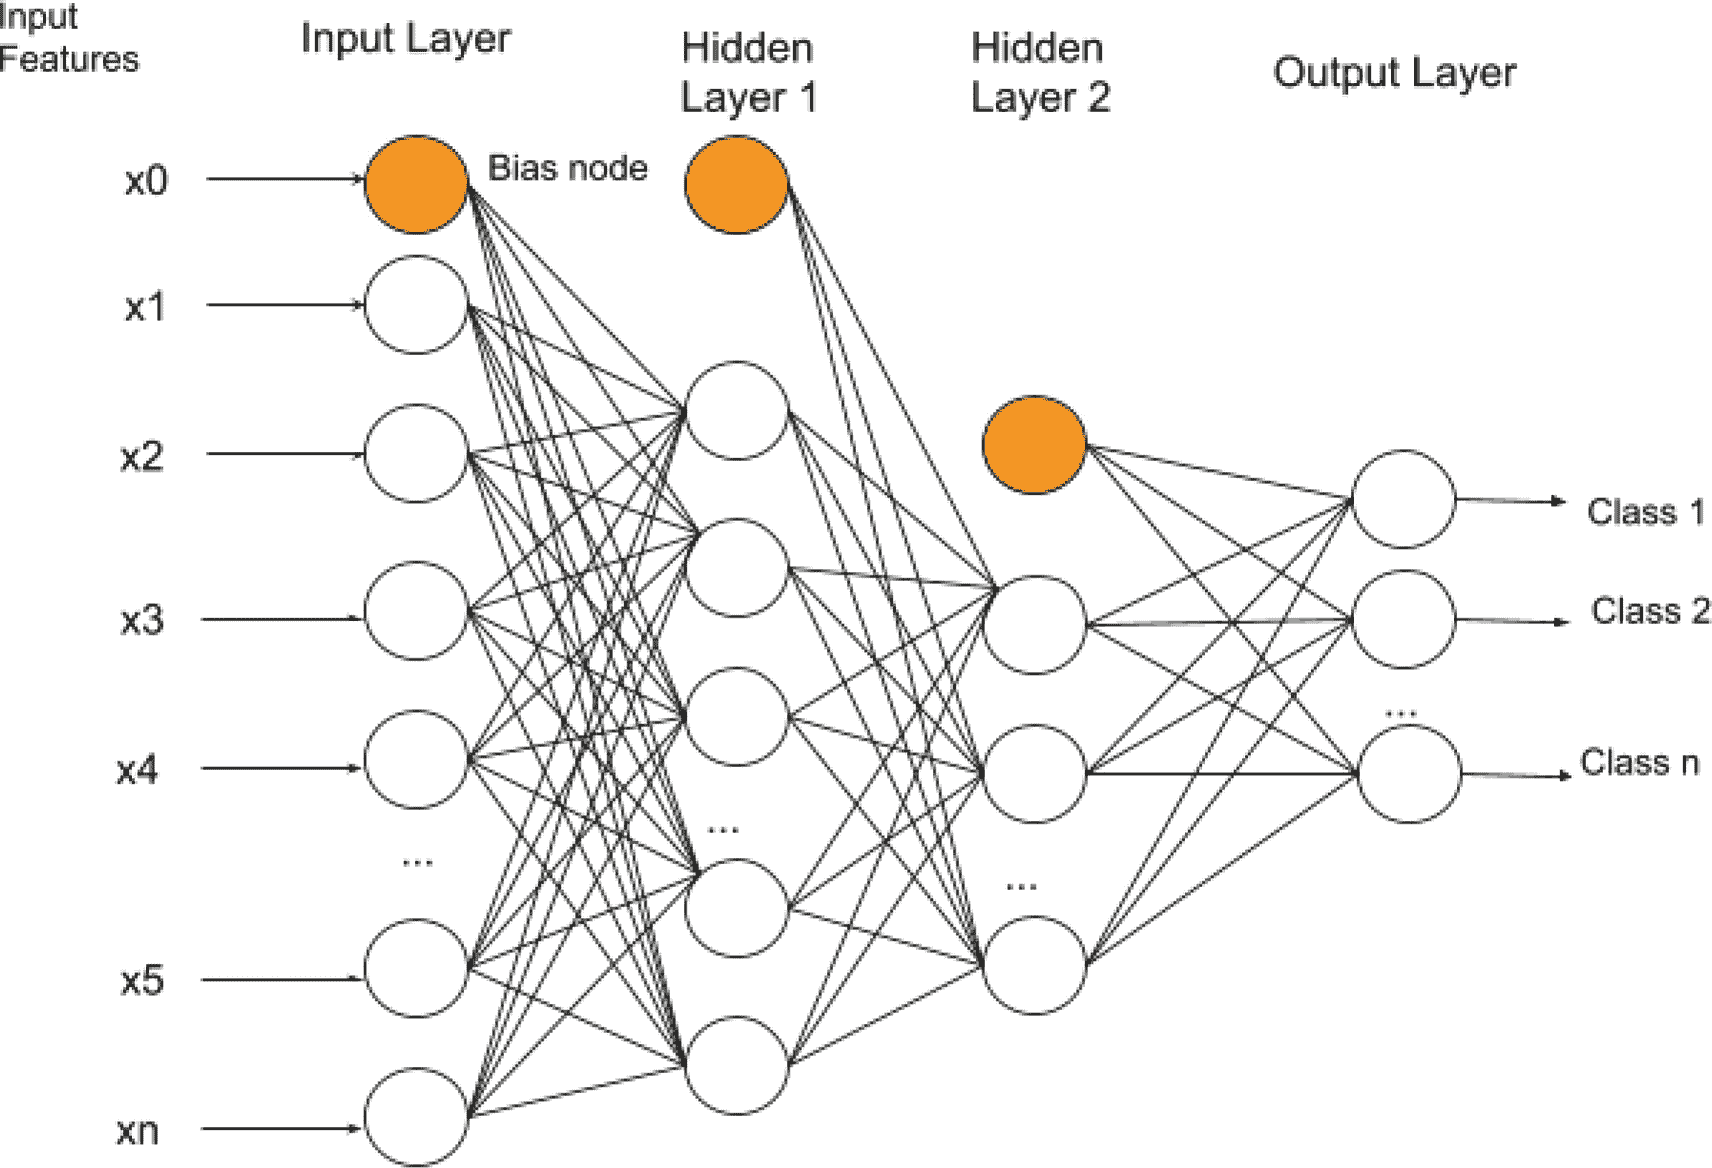 Input
Features
Input Layer
Hidden
Layer 1
Hidden
Layer 2
Output Layer
x0
Bias node
x1
x2
x3
x4
...
x5
xn
...
...
Class 1
Class 2
...
Class n